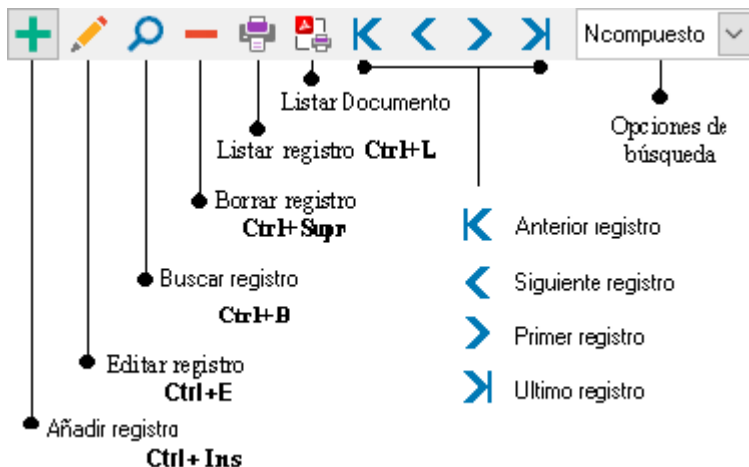 Ncompuesto
Listar Documento
Opciones de
búsqueda
Listar registro Ctrl+L
Borrar registro
Ctrl+Supr
Anterior registro
Buscar registro
Siguiente registro
Ctrl+B
Primer registro
Editar registro
Ctrl+E
Ultimo registro
Añadir registro
Ctrl+Ins